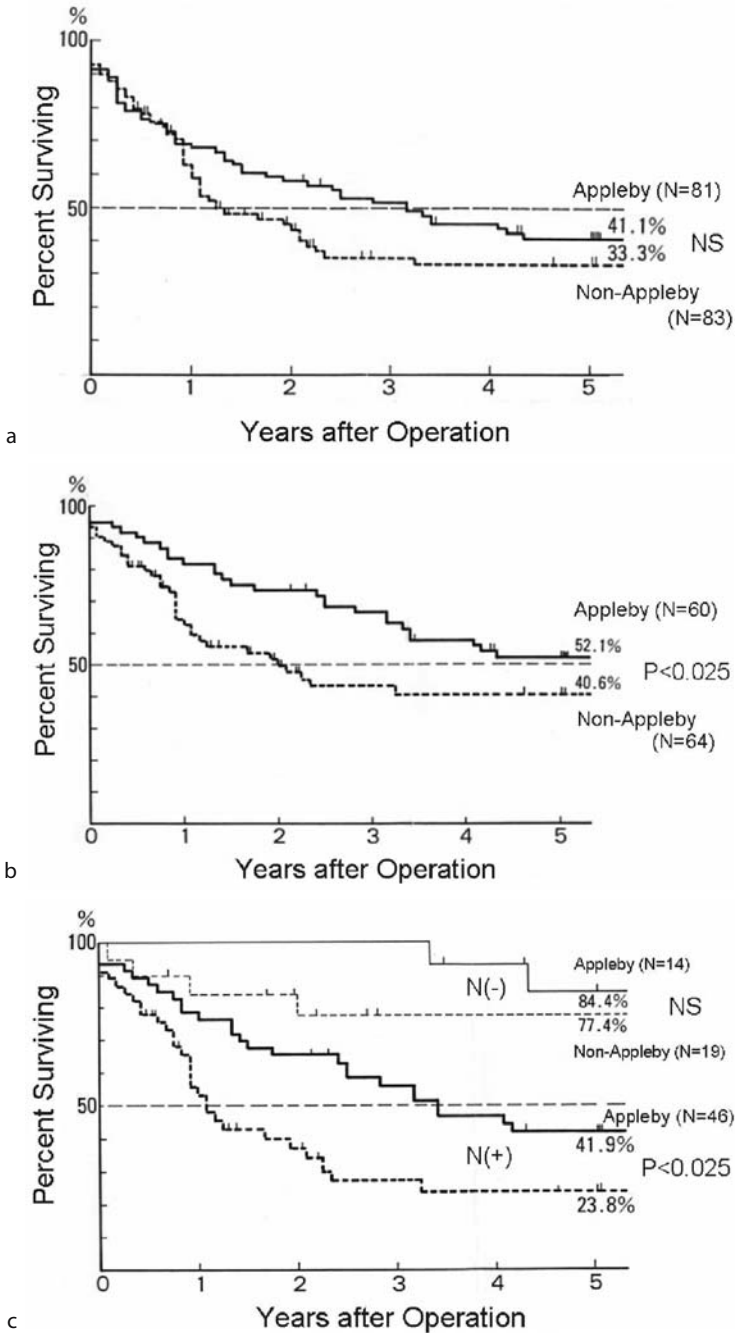 %
100
Percent Surviving
Appleby (N=81)
50
41.1%
NS
33.3%
Non-Appleby
(N=83)
0 1 2 3 4 5
Years after Operation
a
%
100
Percent Surviving
Appleby (N=60)
52.1%
50
P<0.025
40.6%
Non-Appleby
(N=64)
0 1 2 3 4 5
Years after Operation
b
%
100
Percent Surviving
Appleby (N=14)
N(-)
84.4%
NS
77.4%
Non-Appleby (N=19)
50
Appleby (N=46)
N(+)
41.9%
P<0.025
23.8%
0 1 2 3 4 5
Years after Operation
c